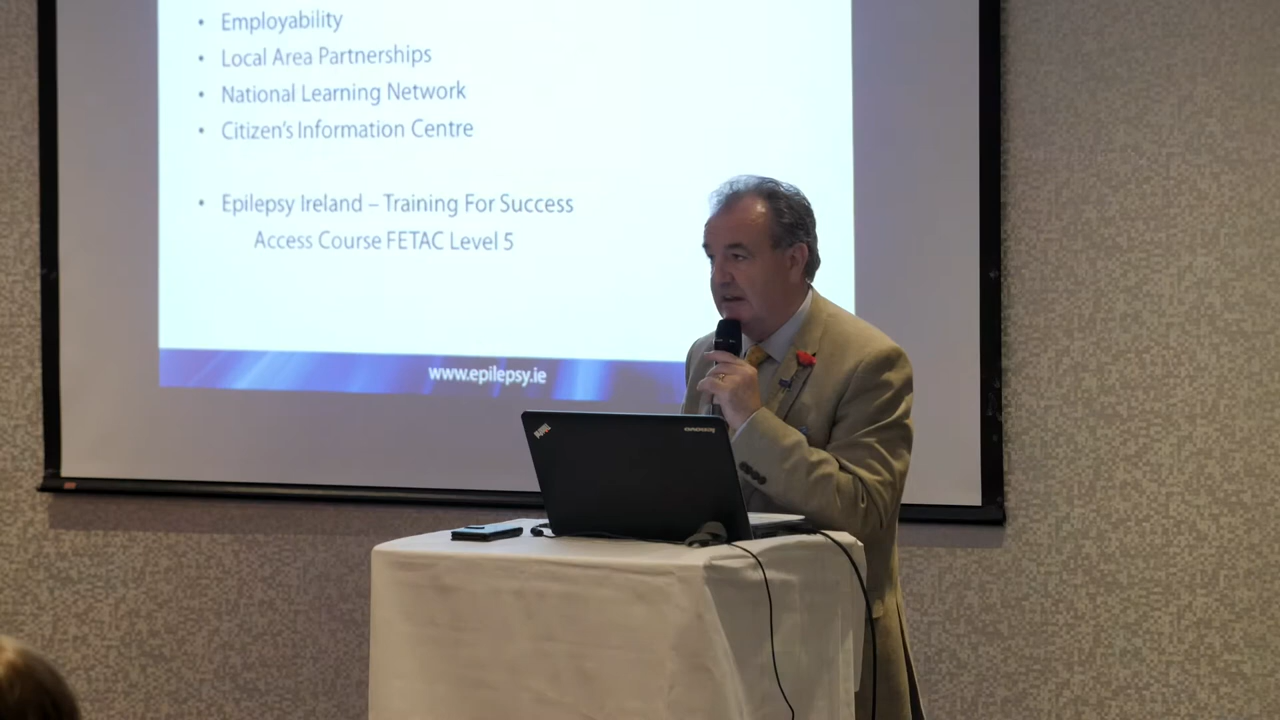 • Employability
• Local Area Partnerships
• National Learning Network
• Citizen's Information Centre
• Epilepsy Ireland – Training For Success
Access Course FETAC Level 5
www.epilepsy.ie
lenovo